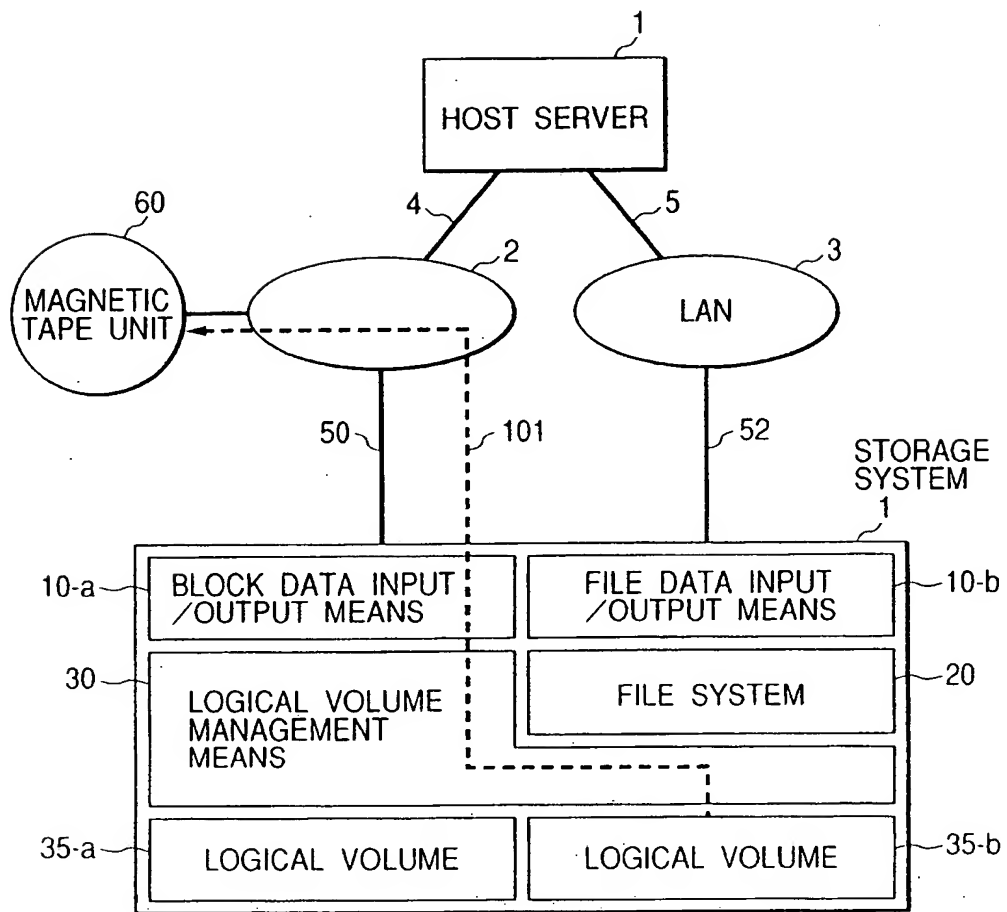 1
HOST SERVER
4
5
60
2
3
MAGNETIC
TAPE UNIT
LAN
50
101
52
STORAGE
SYSTEM
1
10-a
BLOCK DATA INPUT
/OUTPUT MEANS
FILE DATA INPUT
/OUTPUT MEANS
10-b
30
LOGICAL VOLUME
MANAGEMENT
MEANS
FILE SYSTEM
20
35-a
LOGICAL VOLUME
LOGICAL VOLUME
35-b